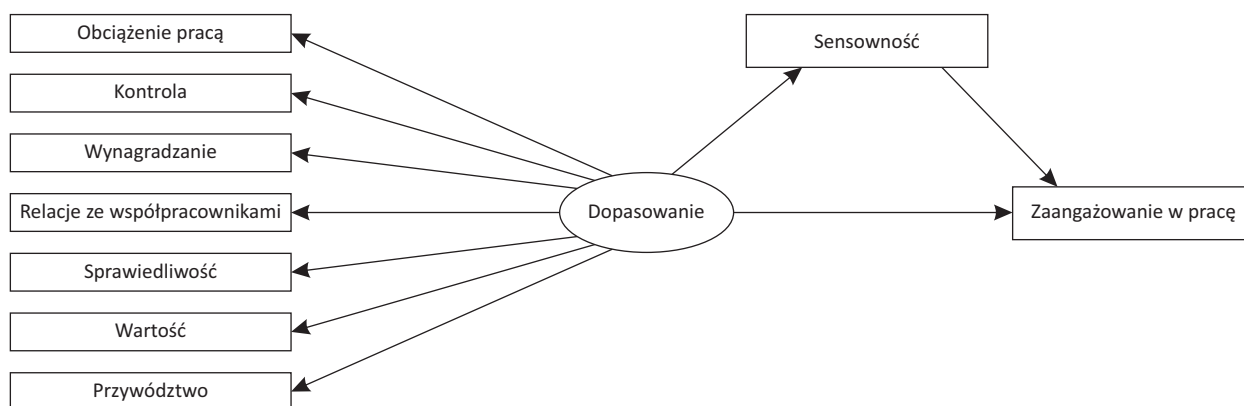 Obciążenie pracą
Kontrola
Wynagradzanie
Relacje ze współpracownikami
Sprawiedliwość
Wartość
Przywództwo
Dopasowanie
Sensowność
Zaangażowanie w pracę